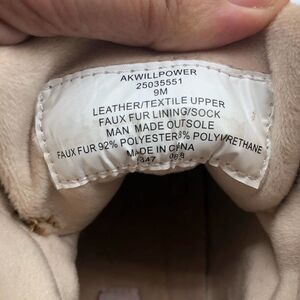 AKWILLPOWER
25035551
9M
LEATHER/TEXTILE UPPER
FAUX FUR LINING/SOCK
MAN MADE OUTSOLE
FAUX FUR 92% POLYESTER 8% POLYURETHANE
MADE IN CHINA